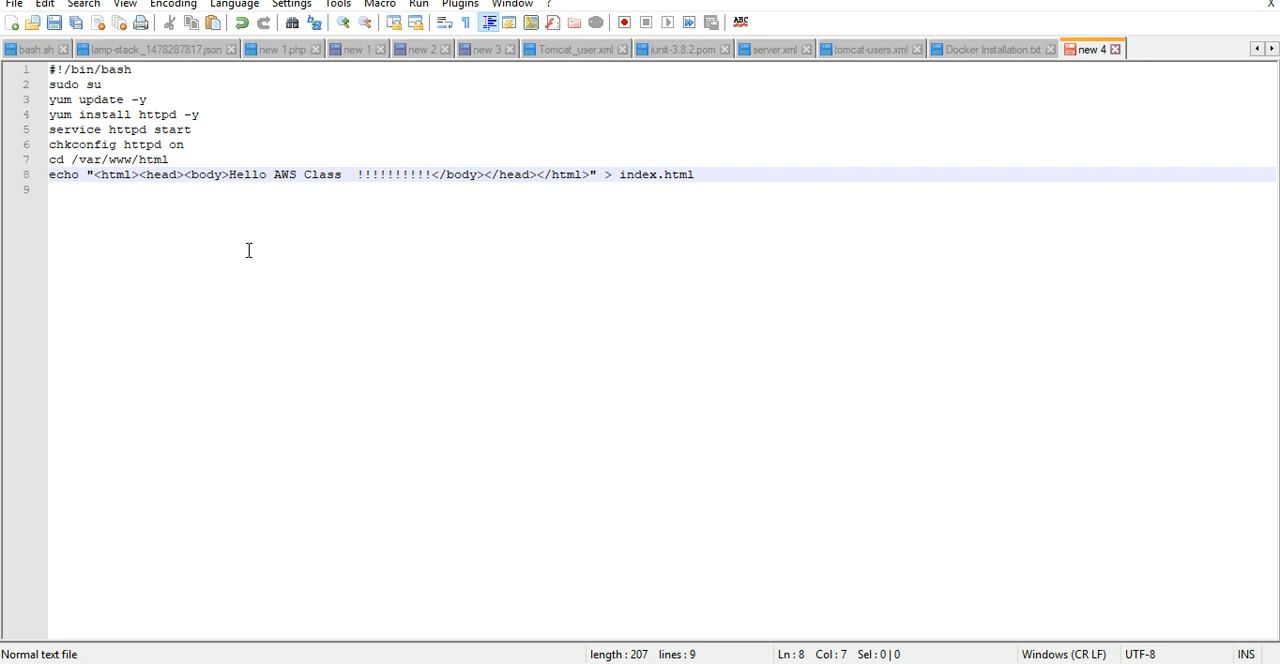 File Edit Search View Encoding Language Settings Tools Macro Run Plugins Window ? X
ABC
bash.sh lamp-stack_1478287817.json new 1.php new 1 new 2 new 3 Tomcat_user.xml junit-3.8.2.pom server.xml tomcat-users.xml Docker Installation.txt new 4
1 #!/bin/bash
2 sudo su
3 yum update -y
4 yum install httpd -y
5 service httpd start
6 chkconfig httpd on
7 cd /var/www/html
8 echo "<html><head><body>Hello AWS Class  !!!!!!!!!!</body></head></html>" > index.html
9
Normal text file length : 207 lines : 9 Ln : 8 Col : 7 Sel : 0 | 0 Windows (CR LF) UTF-8 INS